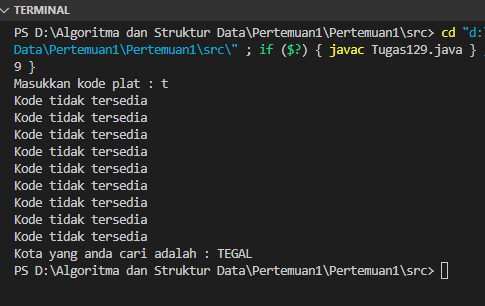 TERMINAL
PS D:\Algoritma dan Struktur Data\Pertemuan1\Pertemuan1\src> cd "d:
Data\Pertemuan1\Pertemuan1\src\" ; if ($?) { javac Tugas129.java }
9 }
Masukkan kode plat : t
Kode tidak tersedia
Kode tidak tersedia
Kode tidak tersedia
Kode tidak tersedia
Kode tidak tersedia
Kode tidak tersedia
Kode tidak tersedia
Kode tidak tersedia
Kode tidak tersedia
Kota yang anda cari adalah : TEGAL
PS D:\Algoritma dan Struktur Data\Pertemuan1\Pertemuan1\src>